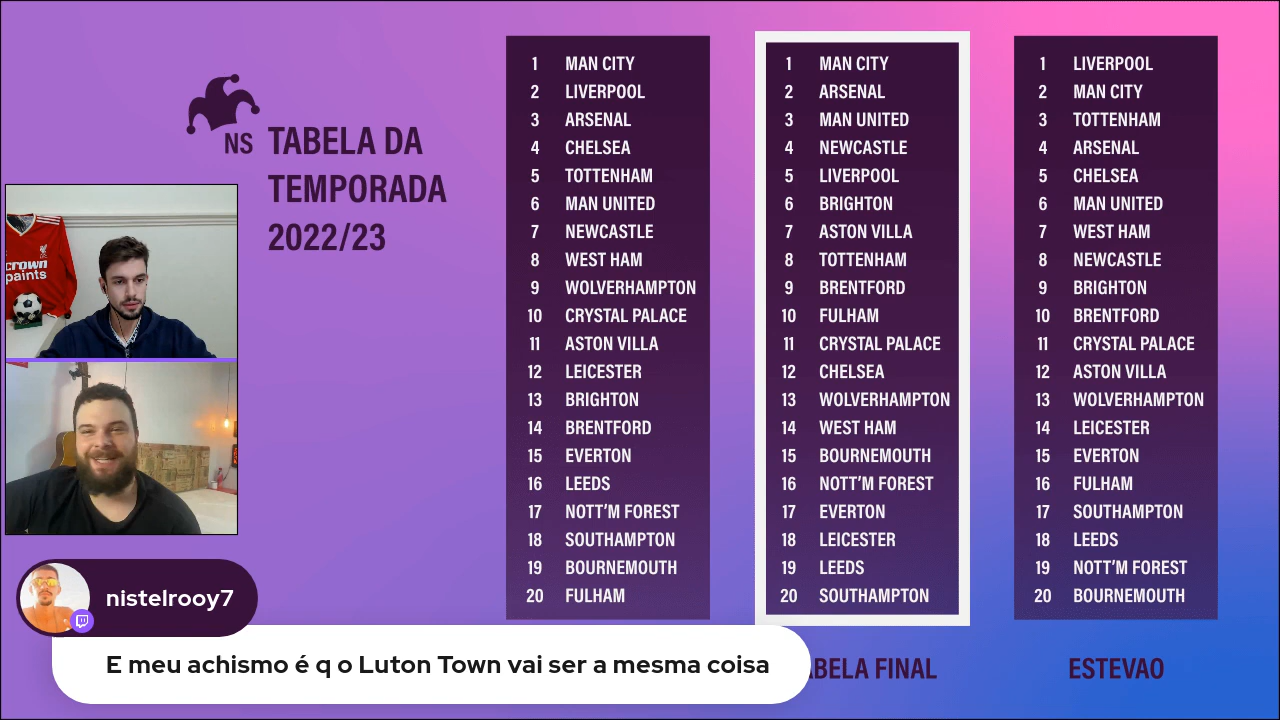 NS
TABELA DA
TEMPORADA
2022/23
crown
paints
1 MAN CITY
2 LIVERPOOL
3 ARSENAL
4 CHELSEA
5 TOTTENHAM
6 MAN UNITED
7 NEWCASTLE
8 WEST HAM
9 WOLVERHAMPTON
10 CRYSTAL PALACE
11 ASTON VILLA
12 LEICESTER
13 BRIGHTON
14 BRENTFORD
15 EVERTON
16 LEEDS
17 NOTT'M FOREST
18 SOUTHAMPTON
19 BOURNEMOUTH
20 FULHAM
1 MAN CITY
2 ARSENAL
3 MAN UNITED
4 NEWCASTLE
5 LIVERPOOL
6 BRIGHTON
7 ASTON VILLA
8 TOTTENHAM
9 BRENTFORD
10 FULHAM
11 CRYSTAL PALACE
12 CHELSEA
13 WOLVERHAMPTON
14 WEST HAM
15 BOURNEMOUTH
16 NOTT'M FOREST
17 EVERTON
18 LEICESTER
19 LEEDS
20 SOUTHAMPTON
ABELA FINAL
1 LIVERPOOL
2 MAN CITY
3 TOTTENHAM
4 ARSENAL
5 CHELSEA
6 MAN UNITED
7 WEST HAM
8 NEWCASTLE
9 BRIGHTON
10 BRENTFORD
11 CRYSTAL PALACE
12 ASTON VILLA
13 WOLVERHAMPTON
14 LEICESTER
15 EVERTON
16 FULHAM
17 SOUTHAMPTON
18 LEEDS
19 NOTT'M FOREST
20 BOURNEMOUTH
ESTEVAO
nistelrooy7
E meu achismo é q o Luton Town vai ser a mesma coisa